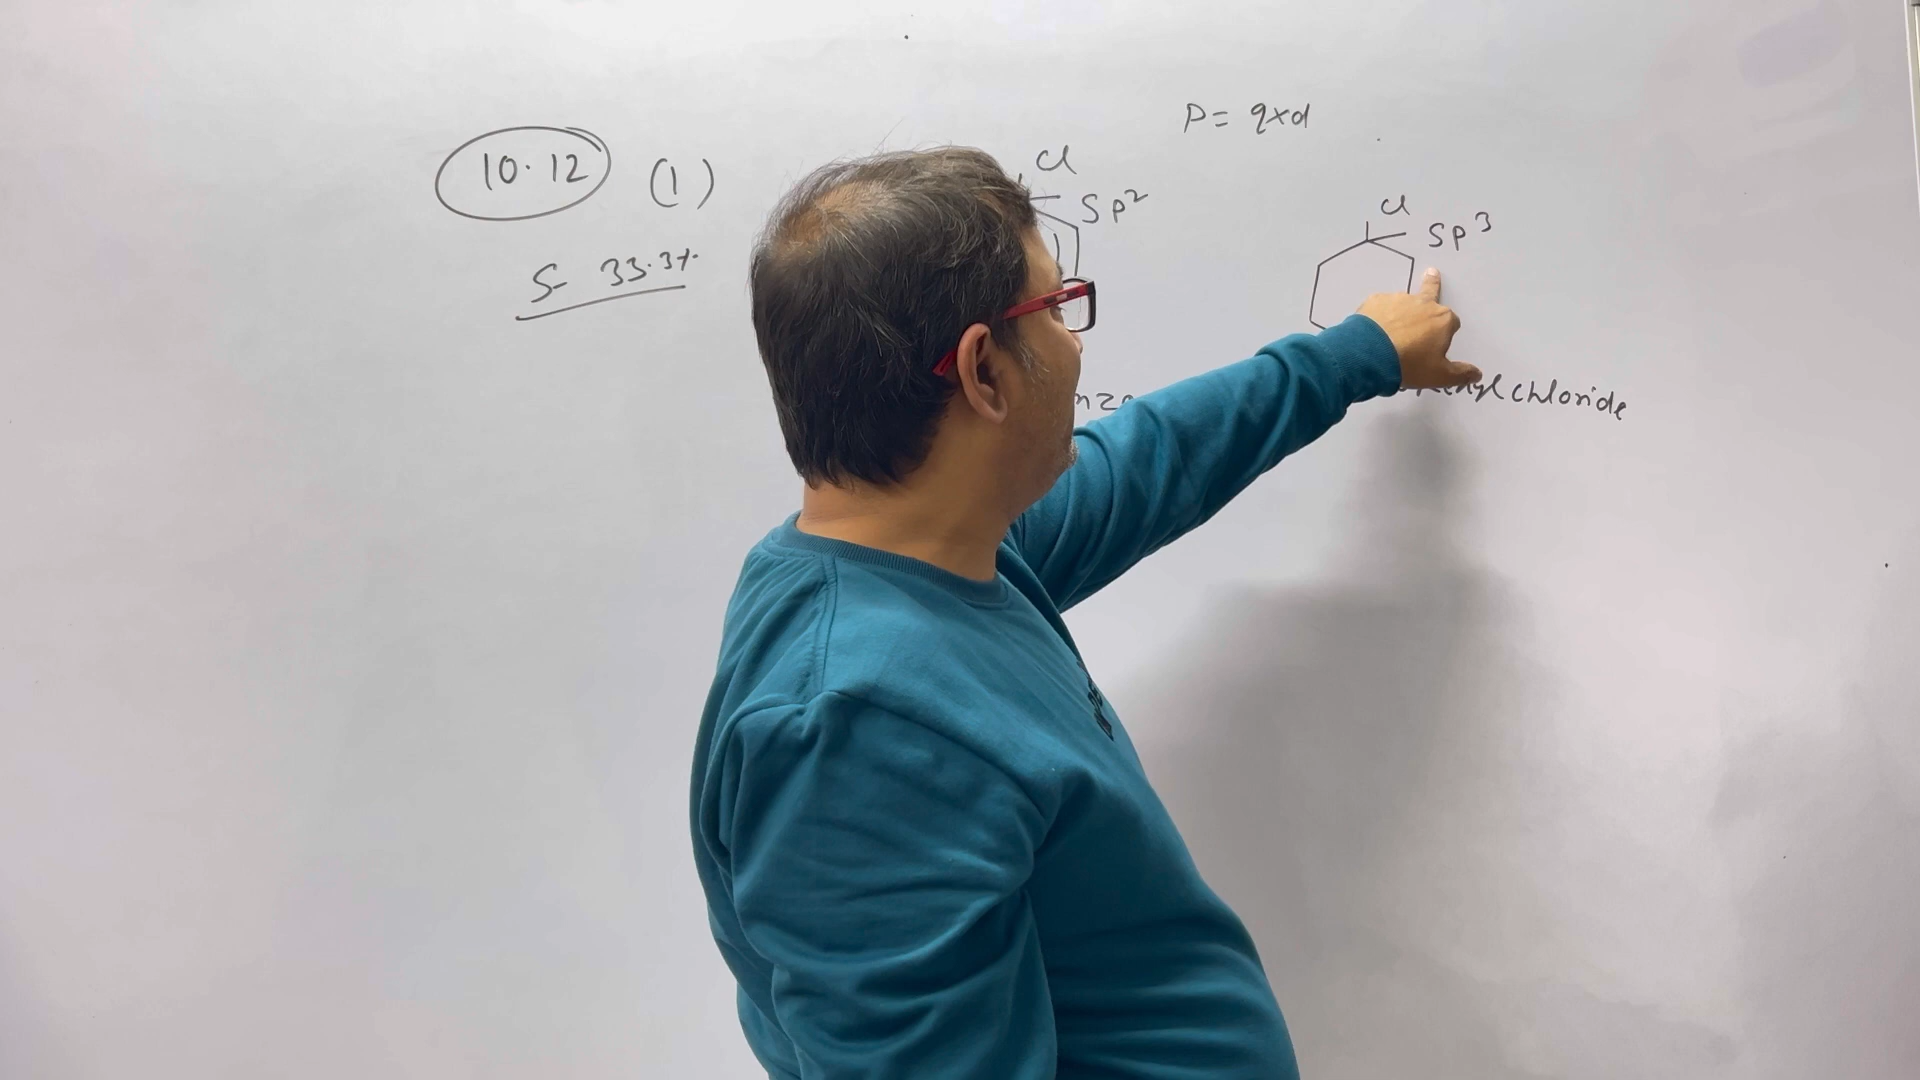 P= q×d
10.12 (1)
Cl
Sp²
Cl
Sp³
S- 33.3%
chloride